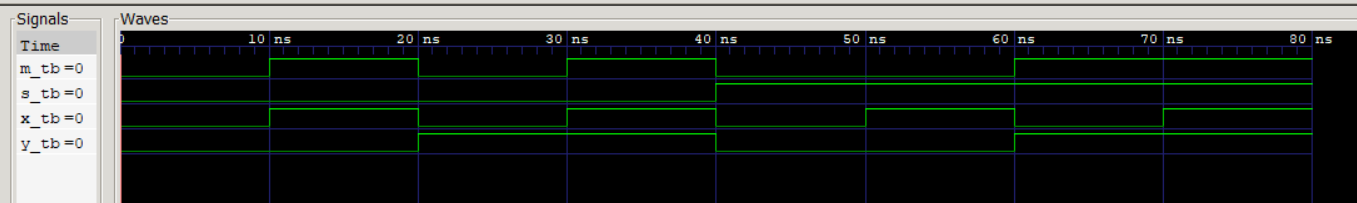 Signals Waves
Time 0 10 ns 20 ns 30 ns 40 ns 50 ns 60 ns 70 ns 80 ns
m_tb=0
s_tb=0
x_tb=0
y_tb=0